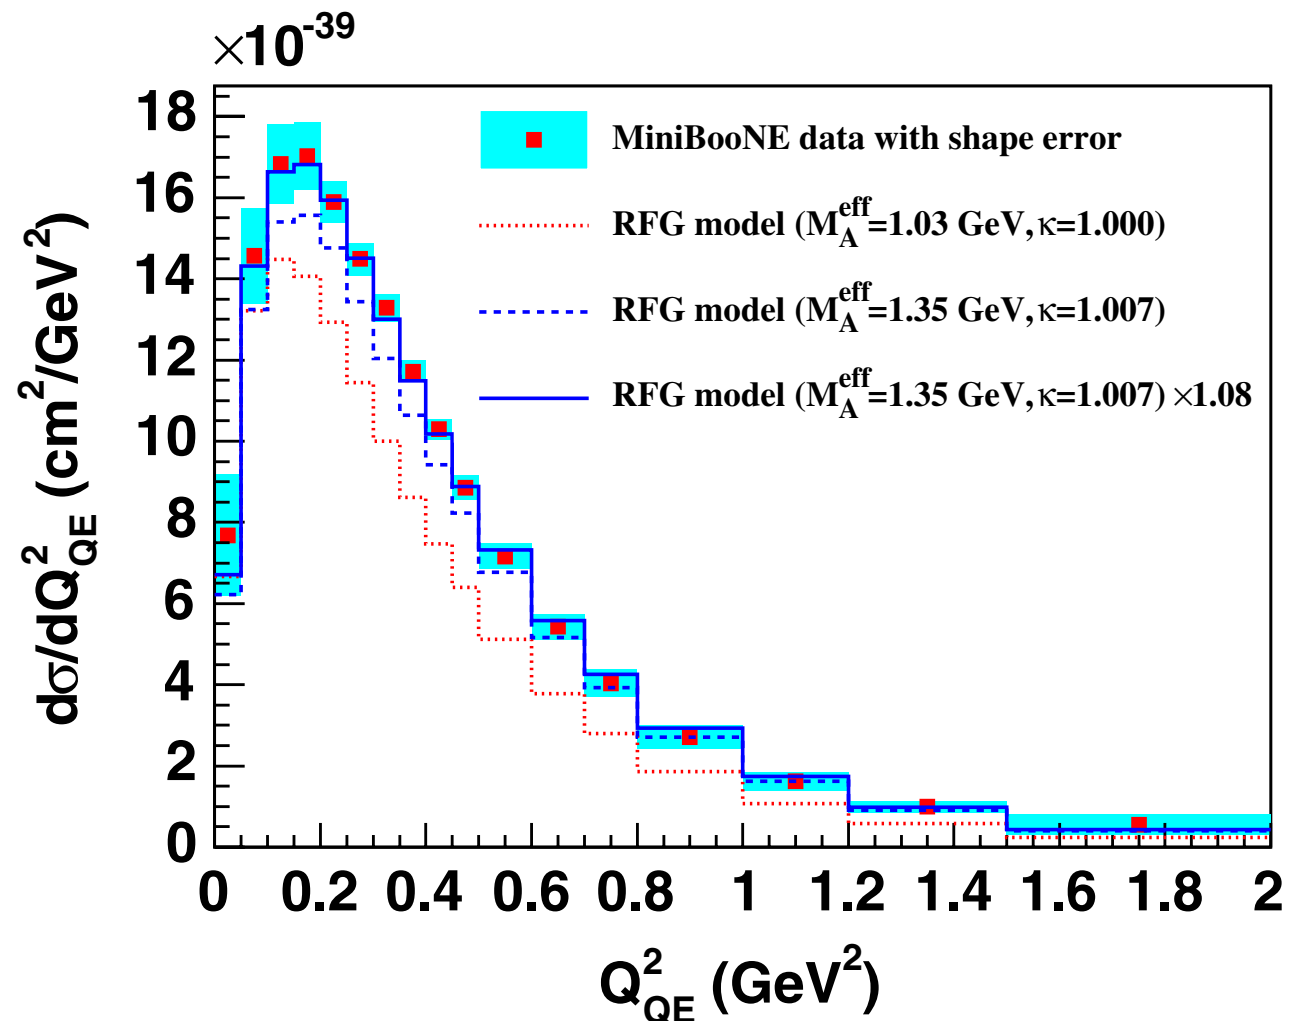 ×10⁻³⁹
18
16
14
12
10
8
6
4
2
0
dσ/dQ²_QE (cm²/GeV²)
MiniBooNE data with shape error
RFG model (M_A^eff=1.03 GeV,κ=1.000)
RFG model (M_A^eff=1.35 GeV,κ=1.007)
RFG model (M_A^eff=1.35 GeV,κ=1.007) ×1.08
0 0.2 0.4 0.6 0.8 1 1.2 1.4 1.6 1.8 2
Q²_QE (GeV²)